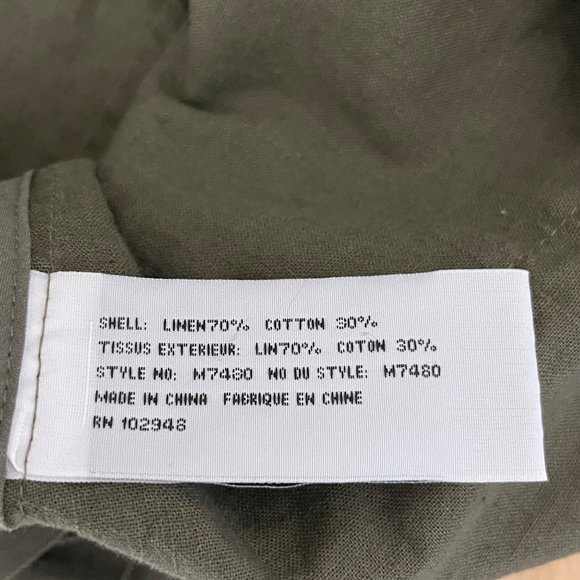 SHELL: LINEN70% COTTON 30%
TISSUS EXTERIEUR: LIN70% COTON 30%
STYLE NO: M7480 NO DU STYLE: M7480
MADE IN CHINA FABRIQUE EN CHINE
RN 102948